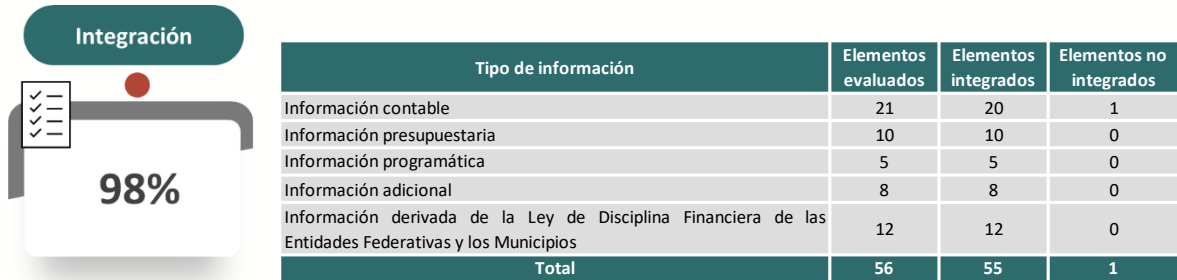 Integración
98%
Tipo de información Elementos evaluados Elementos integrados Elementos no integrados
Información contable 21 20 1
Información presupuestaria 10 10 0
Información programática 5 5 0
Información adicional 8 8 0
Información derivada de la Ley de Disciplina Financiera de las
Entidades Federativas y los Municipios 12 12 0
Total 56 55 1